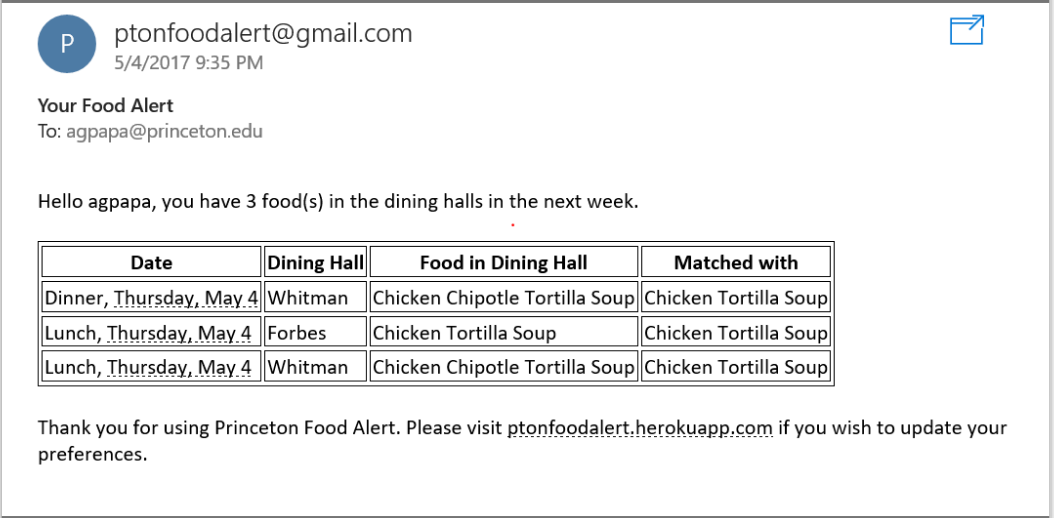 P
ptonfoodalert@gmail.com
5/4/2017 9:35 PM
Your Food Alert
To: agpapa@princeton.edu
Hello agpapa, you have 3 food(s) in the dining halls in the next week.
Date Dining Hall Food in Dining Hall Matched with
Dinner, Thursday, May 4 Whitman Chicken Chipotle Tortilla Soup Chicken Tortilla Soup
Lunch, Thursday, May 4 Forbes Chicken Tortilla Soup Chicken Tortilla Soup
Lunch, Thursday, May 4 Whitman Chicken Chipotle Tortilla Soup Chicken Tortilla Soup
Thank you for using Princeton Food Alert. Please visit ptonfoodalert.herokuapp.com if you wish to update your
preferences.